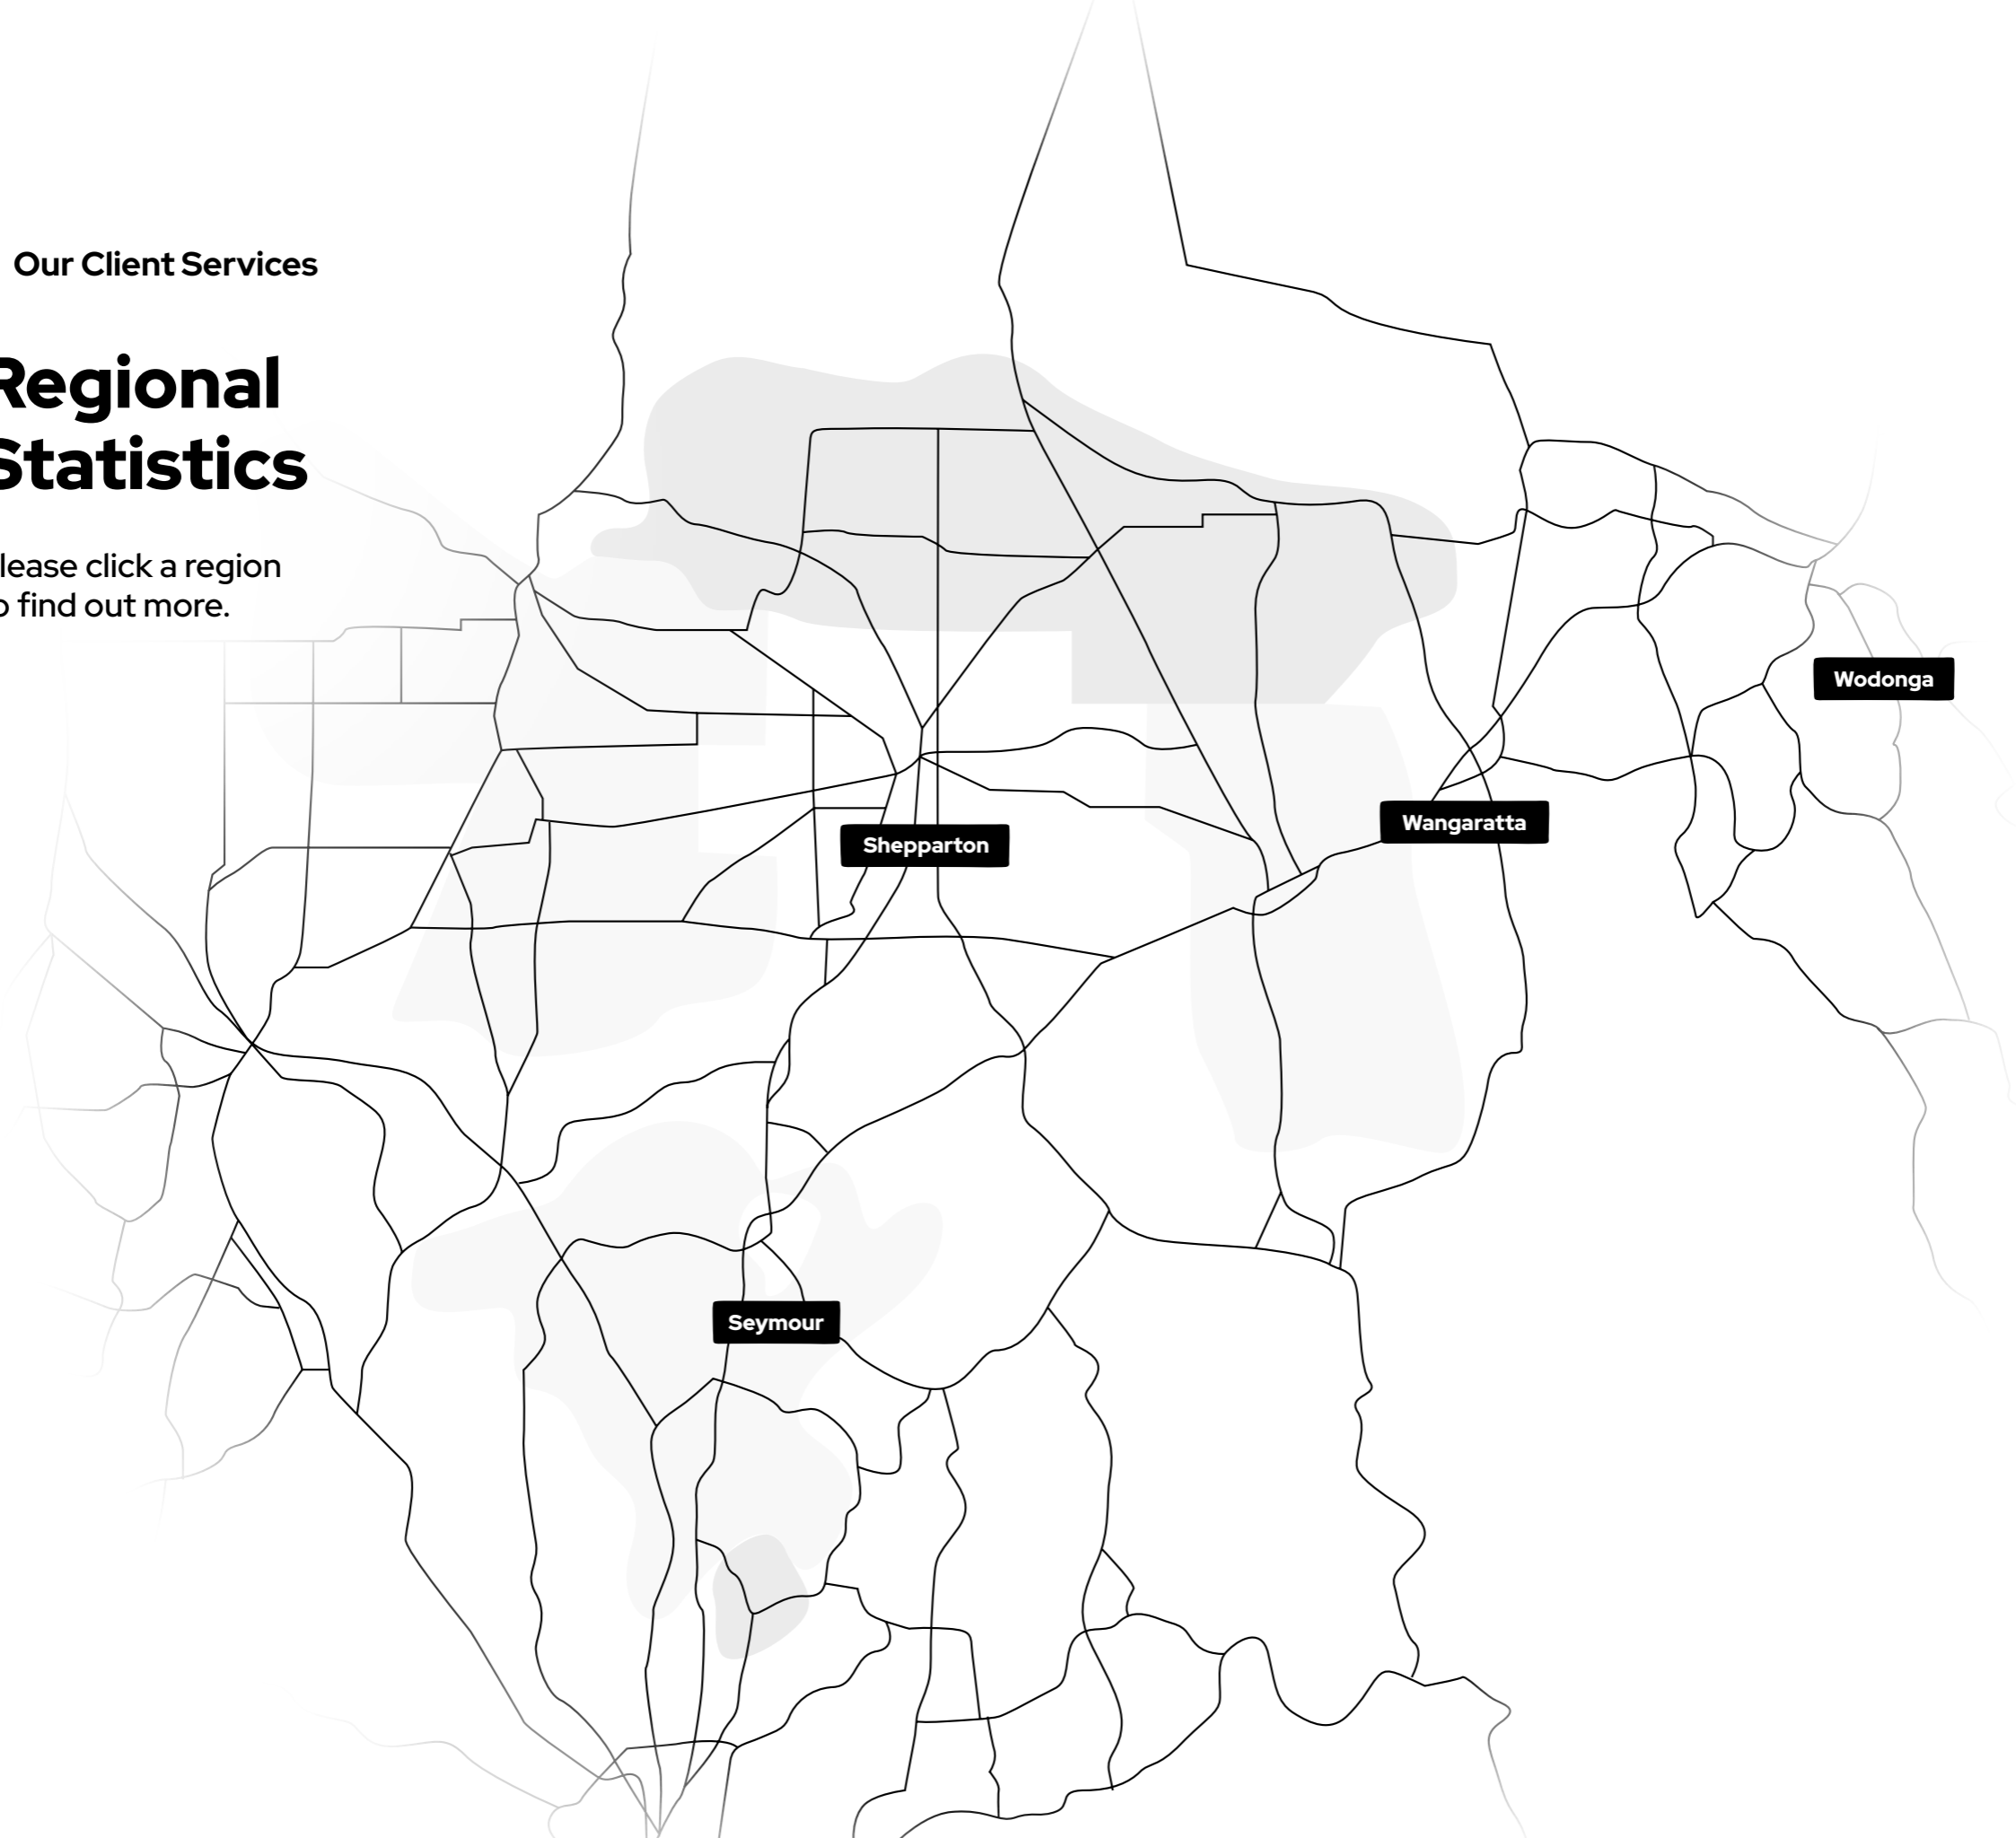 Our Client Services
Regional
Statistics
lease click a region
o find out more.
Wodonga
Wangaratta
Shepparton
Seymour